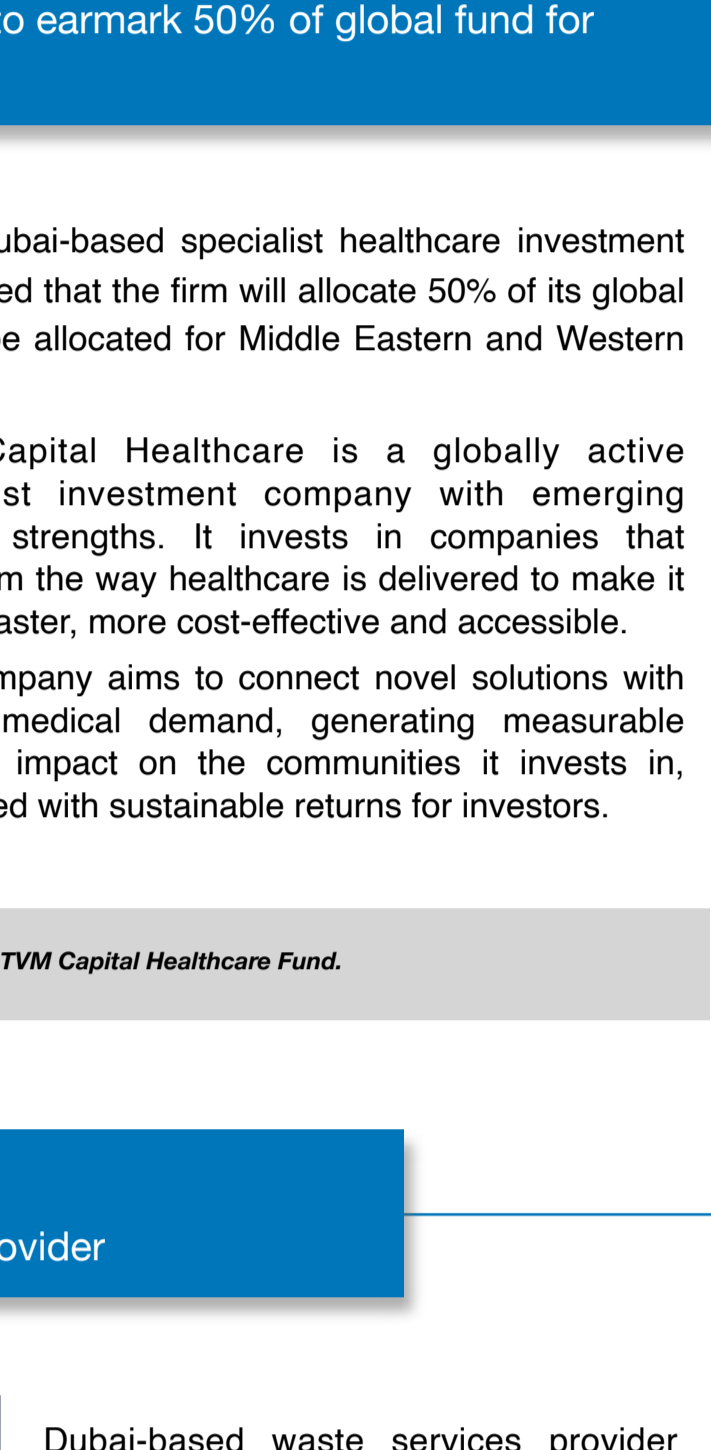 to earmark 50% of global fund for
ubai-based specialist healthcare investment
ed that the firm will allocate 50% of its global
be allocated for Middle Eastern and Western
Capital Healthcare is a globally active
st investment company with emerging
strengths. It invests in companies that
m the way healthcare is delivered to make it
aster, more cost-effective and accessible.
mpany aims to connect novel solutions with
medical demand, generating measurable
impact on the communities it invests in,
ed with sustainable returns for investors.
TVM Capital Healthcare Fund.
ovider
Dubai-based waste services provider